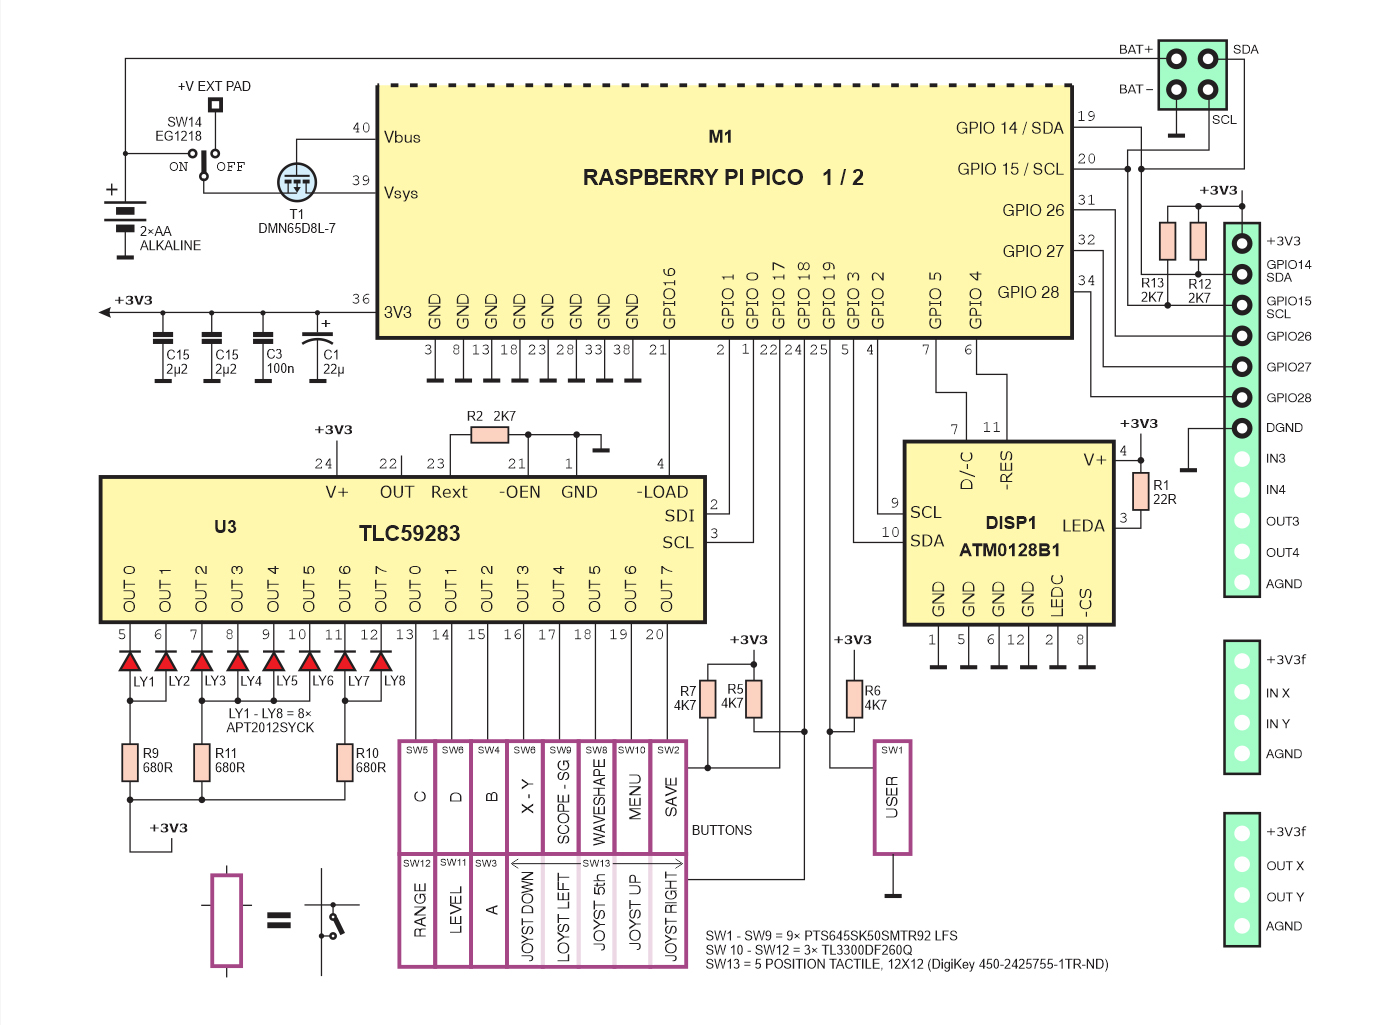 BAT+
SDA
BAT−
SCL
+V EXT PAD
SW14
EG1218
ON
OFF
40
Vbus
39
Vsys
T1
DMN65D8L-7
+
2×AA
ALKALINE
M1
RASPBERRY PI PICO 1 / 2
GPIO 14 / SDA
19
GPIO 15 / SCL
20
GPIO 26
31
GPIO 27
32
GPIO 28
34
+3V3
36
3V3
GND
GND
GND
GND
GND
GND
GND
GND
GPIO16
GPIO 1
GPIO 0
GPIO 17
GPIO 18
GPIO 19
GPIO 3
GPIO 2
GPIO 5
GPIO 4
3
8
13
18
23
28
33
38
21
2
1
22
24
25
5
4
7
6
C15
2µ2
C15
2µ2
C3
100n
+
C1
22µ
+3V3
R13
2K7
R12
2K7
+3V3
GPIO14
SDA
GPIO15
SCL
GPIO26
GPIO27
GPIO28
DGND
IN3
IN4
OUT3
OUT4
AGND
+3V3
R2 2K7
24
22
23
21
1
4
V+
OUT
Rext
-OEN
GND
-LOAD
U3
TLC59283
SDI
2
SCL
3
OUT 0
OUT 1
OUT 2
OUT 3
OUT 4
OUT 5
OUT 6
OUT 7
OUT 0
OUT 1
OUT 2
OUT 3
OUT 4
OUT 5
OUT 6
OUT 7
5
6
7
8
9
10
11
12
13
14
15
16
17
18
19
20
7
11
D/-C
-RES
+3V3
4
V+
R1
22R
9
SCL
10
SDA
DISP1
ATM0128B1
LEDA
3
GND
GND
GND
GND
LEDC
-CS
1
5
6
12
2
8
LY1
LY2
LY3
LY4
LY5
LY6
LY7
LY8
LY1 - LY8 = 8×
APT2012SYCK
R9
680R
R11
680R
R10
680R
+3V3
+3V3
R7
4K7
R5
4K7
+3V3
R6
4K7
SW5
SW6
SW4
SW6
SW9
SW8
SW10
SW2
C
D
B
X - Y
SCOPE - SG
WAVESHAPE
MENU
SAVE
BUTTONS
SW12
SW11
SW3
SW13
RANGE
LEVEL
A
JOYST DOWN
LOYST LEFT
JOYST 5th
JOYST UP
JOYST RIGHT
SW1
USER
=
SW1 - SW9 = 9× PTS645SK50SMTR92 LFS
SW 10 - SW12 = 3× TL3300DF260Q
SW13 = 5 POSITION TACTILE, 12X12 (DigiKey 450-2425755-1TR-ND)
+3V3f
IN X
IN Y
AGND
+3V3f
OUT X
OUT Y
AGND